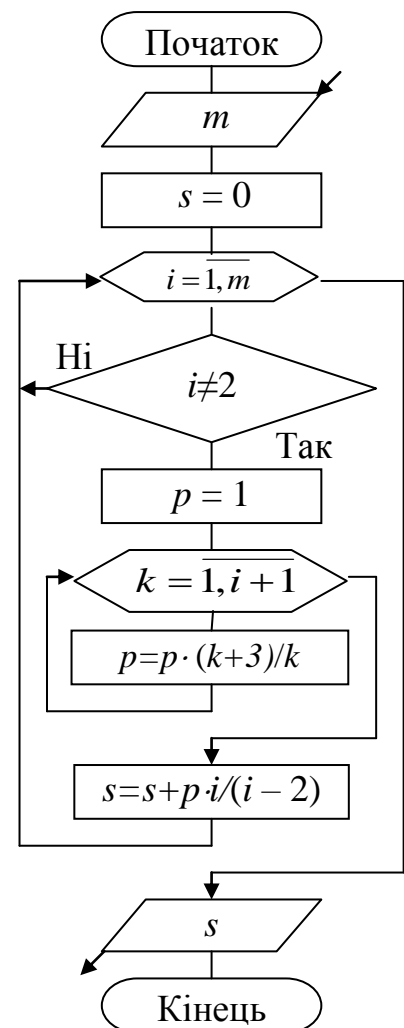 Початок
m
s = 0
i = 1, m
Ні
i≠2
Так
p = 1
k = 1, i + 1
p=p· (k+3)/k
s=s+p·i/(i – 2)
s
Кінець